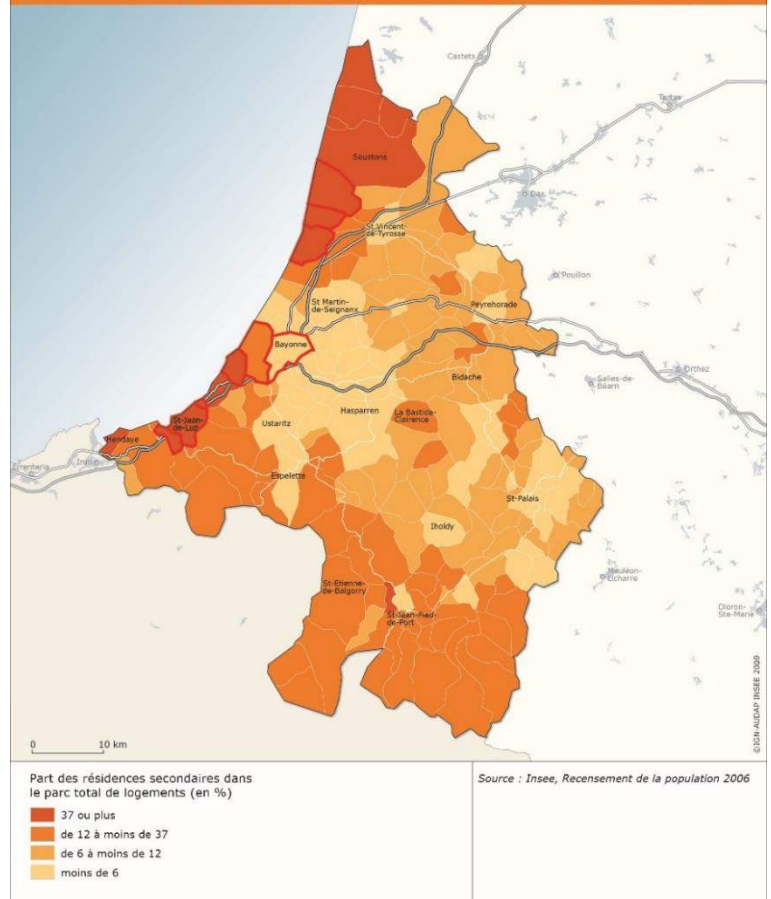 Castets
Tartas
Soustons
Dax
St Vincent-
de-Tyrosse
Pouillon
St Martin-
de-Seignanx
Peyrehorade
Bayonne
Orthez
Salies-de-
Béarn
Bidache
St-Jean-
de-Luz
Hasparren
La Bastide-
Clairence
Hendaye
Ustaritz
Irun
Errenteria
Espelette
St-Palais
Iholdy
Mauléon-
Licharre
St-Etienne-
de-Baïgorry
Oloron-
Ste-Marie
St-Jean-Pied-
de-Port
©IGN-AUDAP INSEE 2009
0 10 km
Part des résidences secondaires dans
le parc total de logements (en %)
37 ou plus
de 12 à moins de 37
de 6 à moins de 12
moins de 6
Source : Insee, Recensement de la population 2006